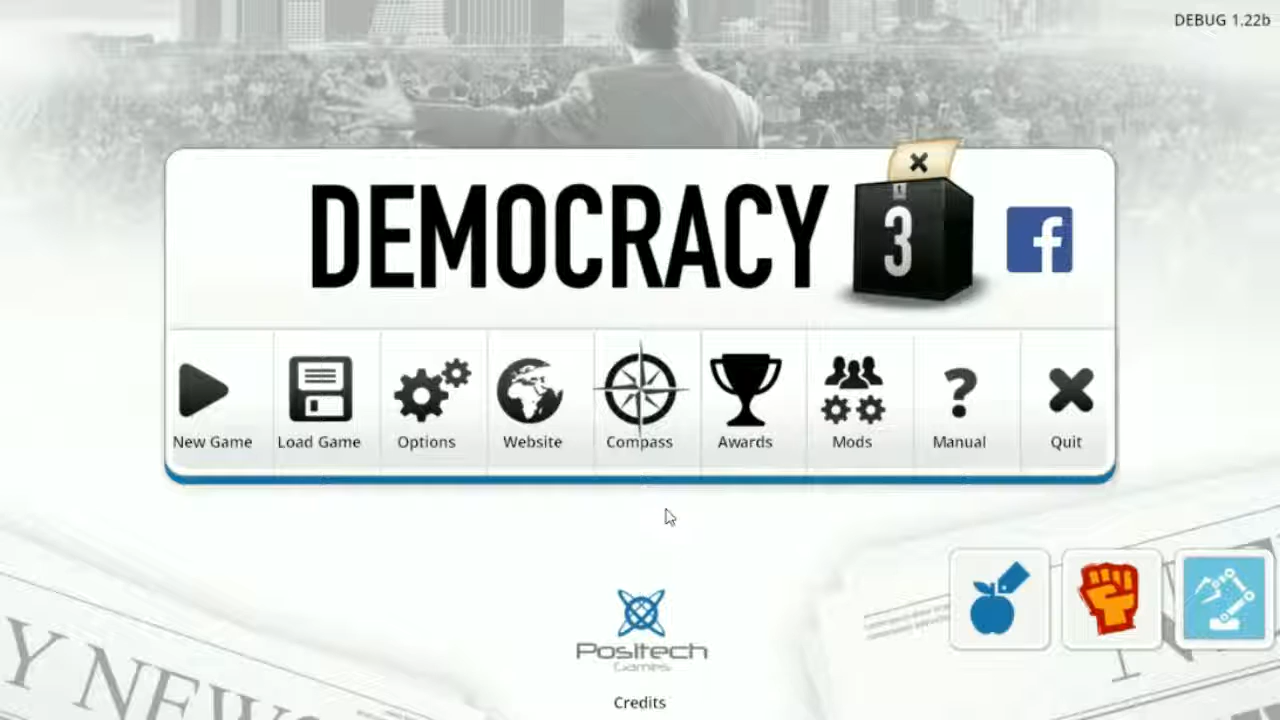 DEBUG 1.22b
DEMOCRACY 3
New Game
Load Game
Options
Website
Compass
Awards
Mods
Manual
Quit
Y NEWS
Positech
Games
Credits